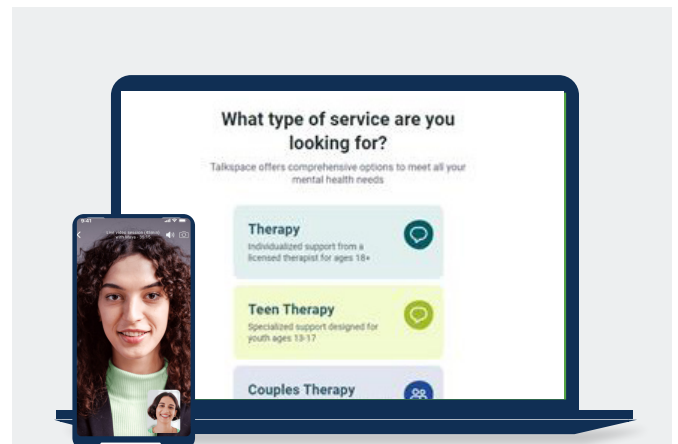 What type of service are you
looking for?
Talkspace offers comprehensive options to meet all your
mental health needs
Therapy
Individualized support from a
licensed therapist for ages 18+
Teen Therapy
Specialized support designed for
youth ages 13-17
Couples Therapy
9:41